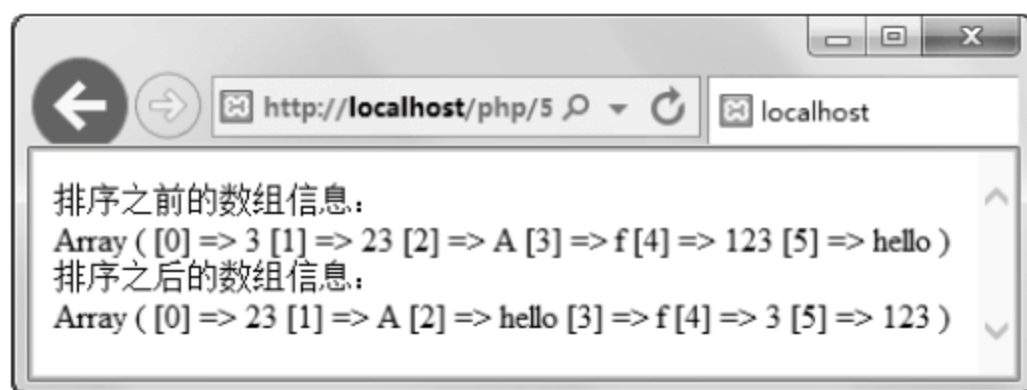 http://localhost/php/5
localhost
排序之前的数组信息：
Array ( [0] => 3 [1] => 23 [2] => A [3] => f [4] => 123 [5] => hello )
排序之后的数组信息：
Array ( [0] => 23 [1] => A [2] => hello [3] => f [4] => 3 [5] => 123 )